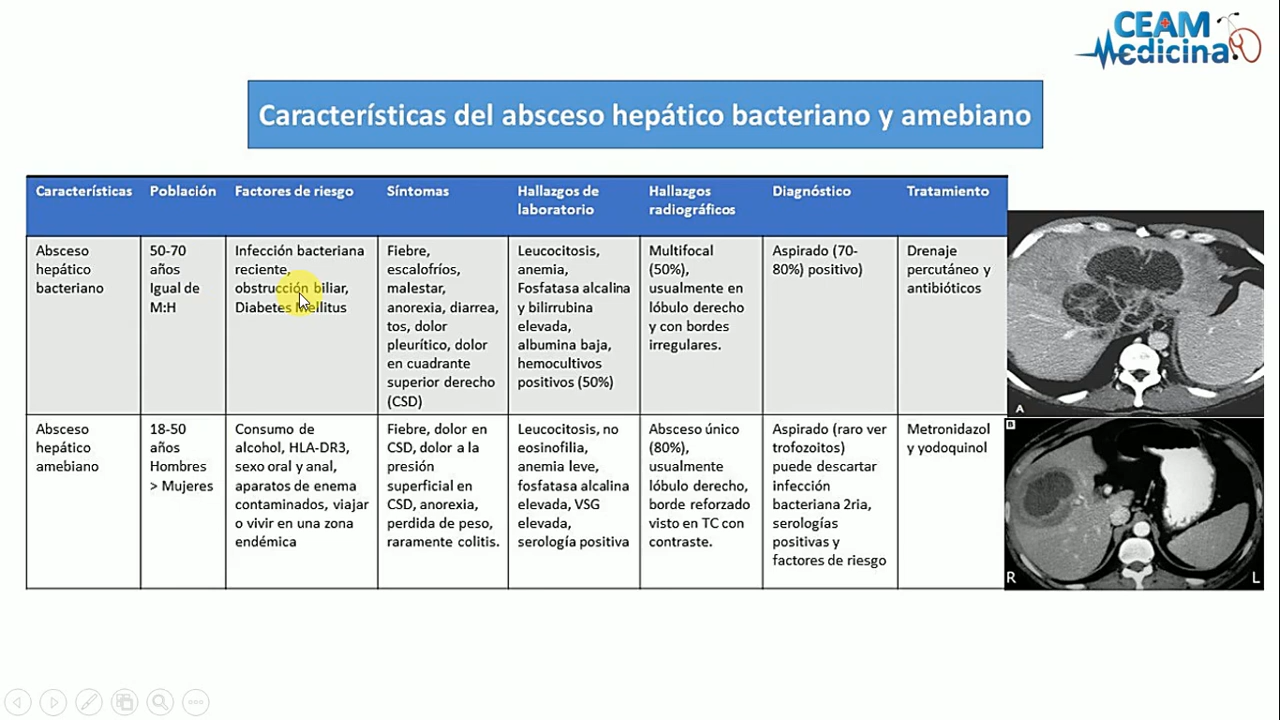 CEAM
Medicina
Características del absceso hepático bacteriano y amebiano
Características
Población
Factores de riesgo
Síntomas
Hallazgos de
laboratorio
Hallazgos
radiográficos
Diagnóstico
Tratamiento
Absceso
hepático
bacteriano
50-70
años
Igual de
M:H
Infección bacteriana
reciente,
obstrucción biliar,
Diabetes Mellitus
Fiebre,
escalofríos,
malestar,
anorexia, diarrea,
tos, dolor
pleurítico, dolor
en cuadrante
superior derecho
(CSD)
Leucocitosis,
anemia,
Fosfatasa alcalina
y bilirrubina
elevada,
albumina baja,
hemocultivos
positivos (50%)
Multifocal
(50%),
usualmente en
lóbulo derecho
y con bordes
irregulares.
Aspirado (70-
80%) positivo)
Drenaje
percutáneo y
antibióticos
A
Absceso
hepático
amebiano
18-50
años
Hombres
> Mujeres
Consumo de
alcohol, HLA-DR3,
sexo oral y anal,
aparatos de enema
contaminados, viajar
o vivir en una zona
endémica
Fiebre, dolor en
CSD, dolor a la
presión
superficial en
CSD, anorexia,
perdida de peso,
raramente colitis.
Leucocitosis, no
eosinofilia,
anemia leve,
fosfatasa alcalina
elevada, VSG
elevada,
serología positiva
Absceso único
(80%),
usualmente
lóbulo derecho,
borde reforzado
visto en TC con
contraste.
Aspirado (raro ver
trofozoitos)
puede descartar
infección
bacteriana 2ria,
serologías
positivas y
factores de riesgo
Metronidazol
y yodoquinol
B
R
L